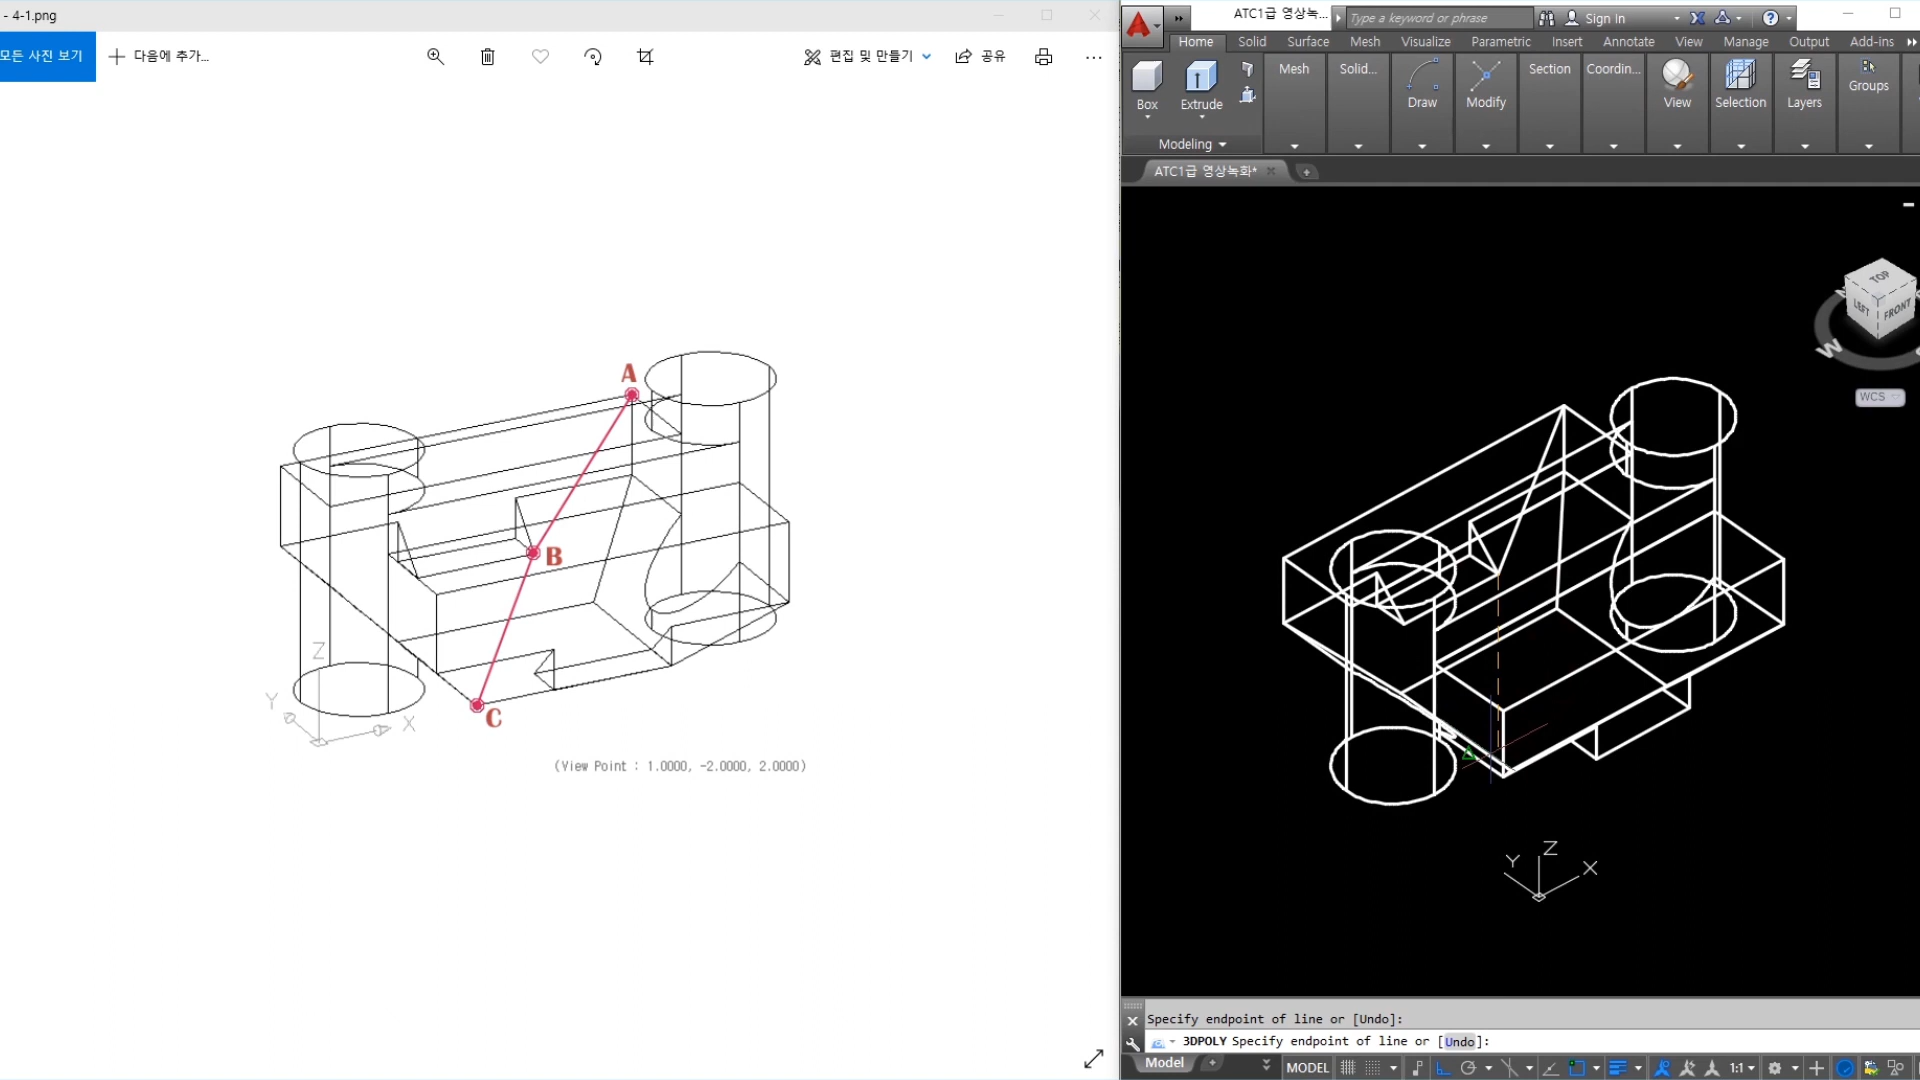 - 4-1.png
모든 사진 보기
다음에 추가...
편집 및 만들기
공유
A
B
C
Z
Y
X
(View Point : 1.0000, -2.0000, 2.0000)
ATC1급 영상녹...
Type a keyword or phrase
Sign In
Home Solid Surface Mesh Visualize Parametric Insert Annotate View Manage Output Add-ins
Box
Extrude
Mesh
Solid...
Draw
Modify
Section
Coordin...
View
Selection
Layers
Groups
Modeling
ATC1급 영상녹화*
TOP
LEFT
FRONT
W
WCS
Z
Y
X
Specify endpoint of line or [Undo]:
3DPOLY Specify endpoint of line or [Undo]:
Model
MODEL
1:1